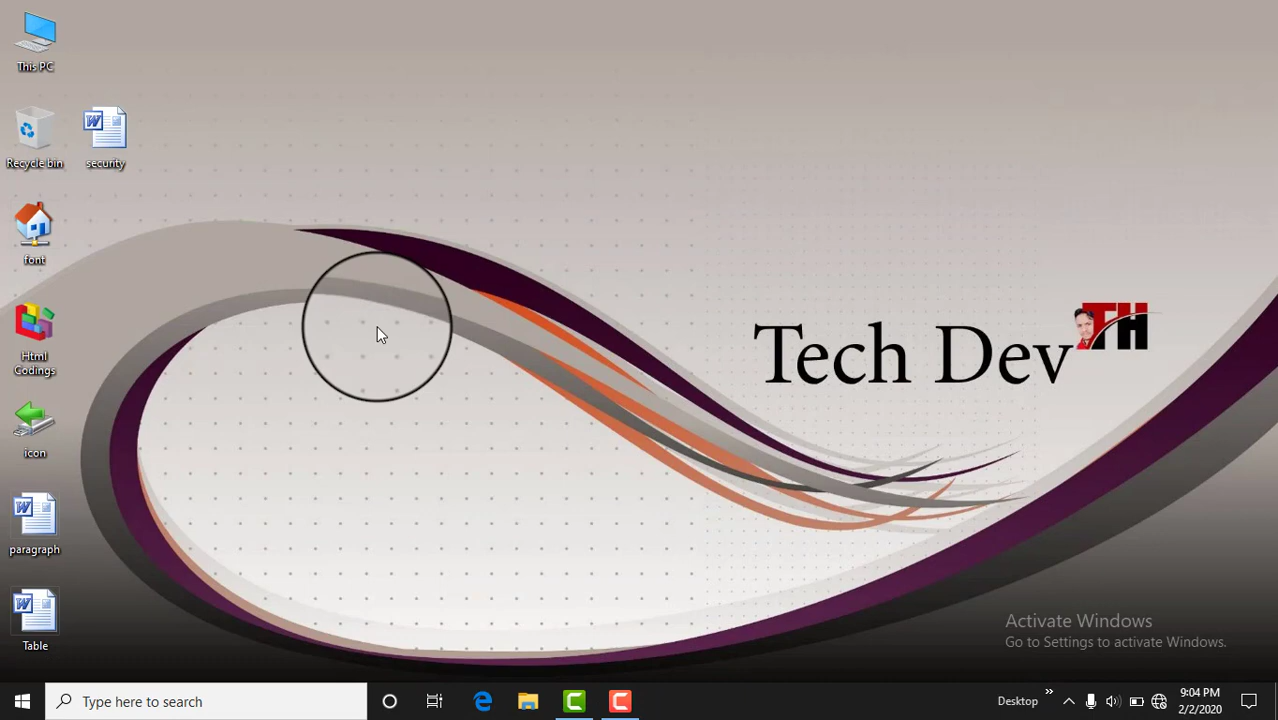 This PC
Recycle bin
security
font
Html
Codings
icon
paragraph
Table
Tech Dev
TH
Activate Windows
Go to Settings to activate Windows.
Type here to search
Desktop
9:04 PM
2/2/2020